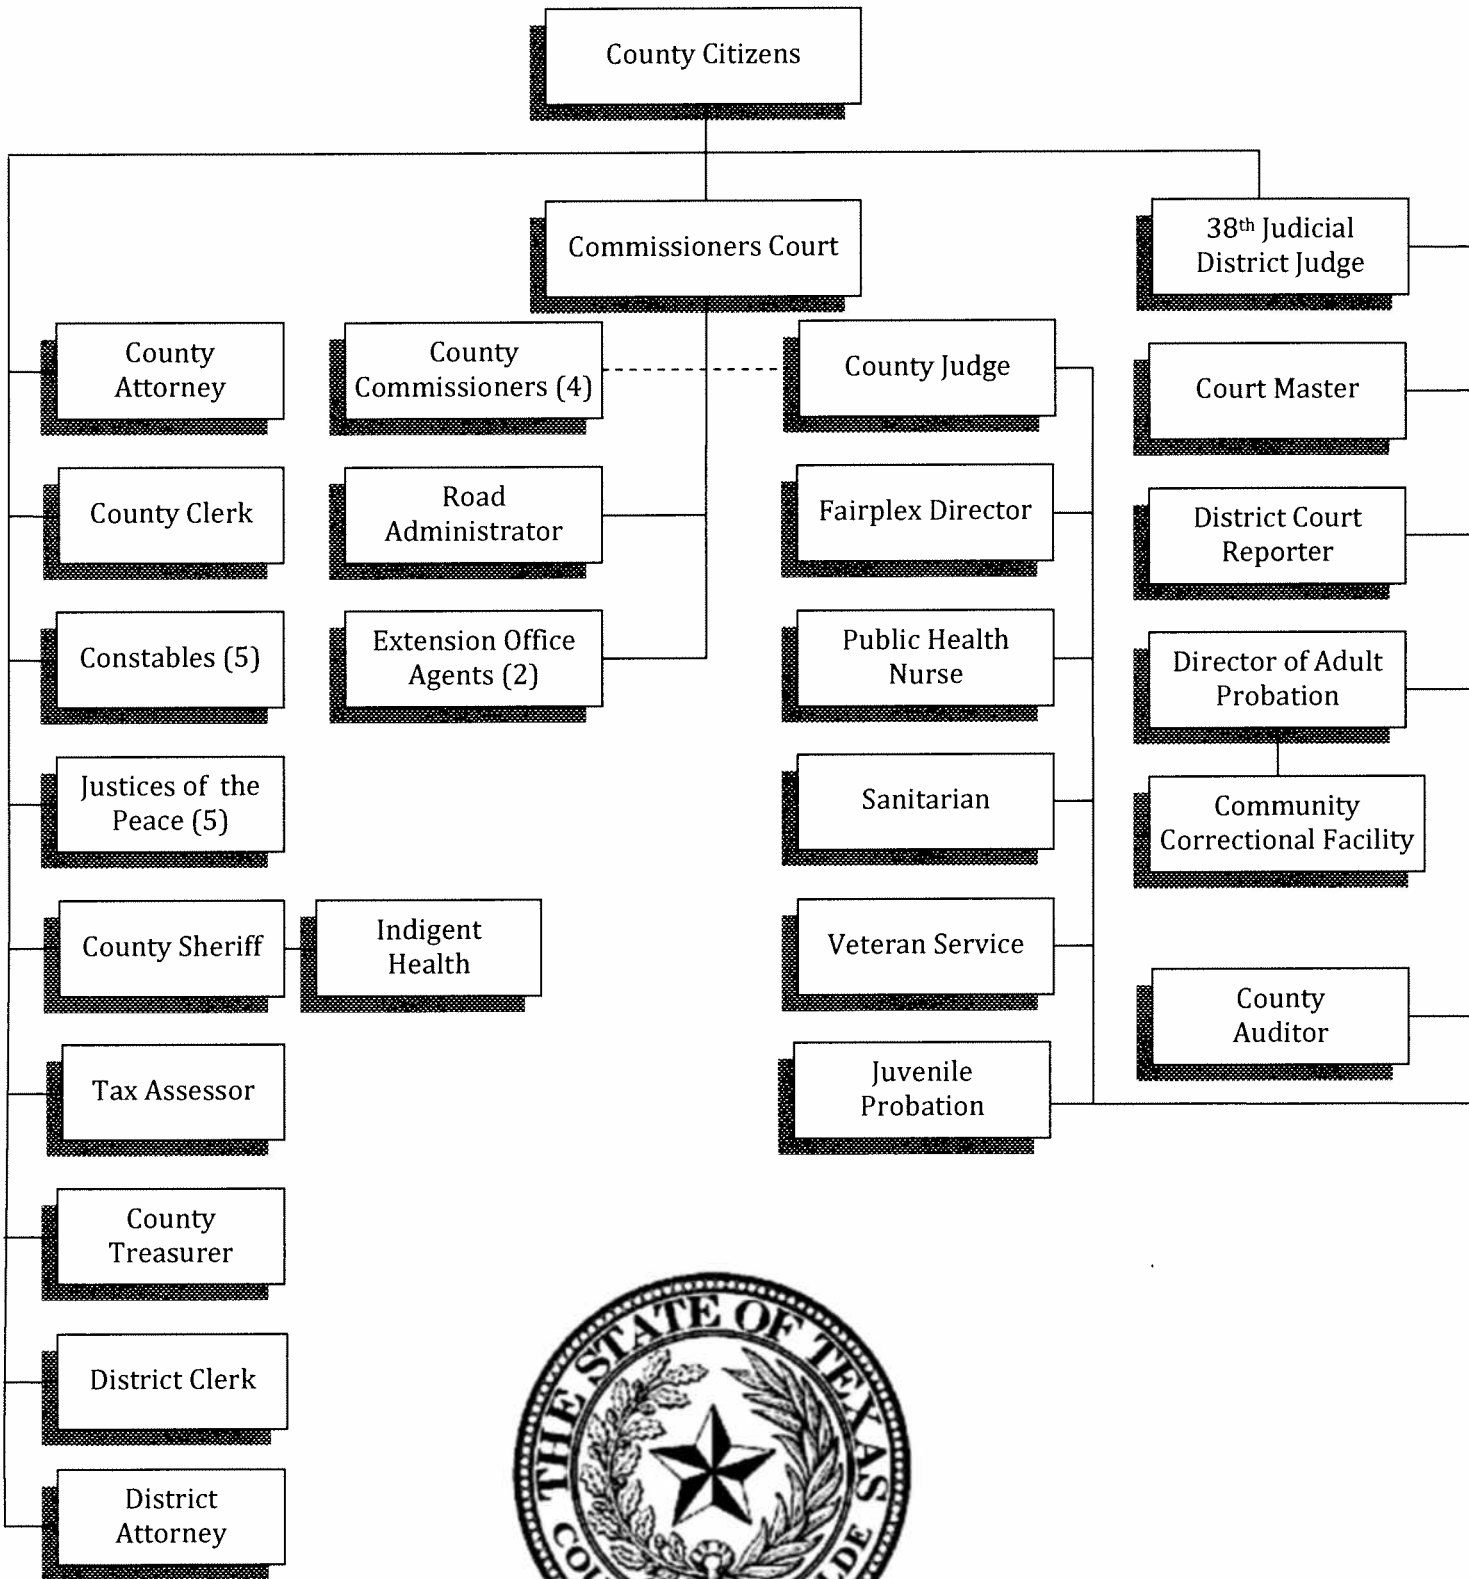 County Citizens
Commissioners Court
38th Judicial
District Judge
County
Attorney
County
Commissioners (4)
County Judge
Court Master
County Clerk
Road
Administrator
Fairplex Director
District Court
Reporter
Constables (5)
Extension Office
Agents (2)
Public Health
Nurse
Director of Adult
Probation
Justices of the
Peace (5)
Sanitarian
Community
Correctional Facility
County Sheriff
Indigent
Health
Veteran Service
County
Auditor
Tax Assessor
Juvenile
Probation
County
Treasurer
District Clerk
District
Attorney
THE STATE OF TEXAS